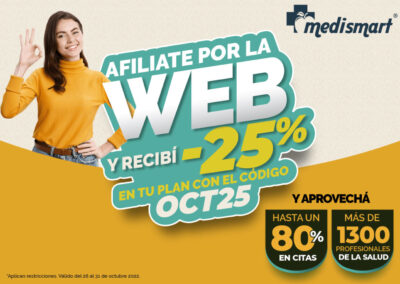 medismart®
AFILIATE POR LA
WEB
Y RECIBÍ -25%
EN TU PLAN CON EL CÓDIGO
OCT25
Y APROVECHÁ
HASTA UN
80%
EN CITAS
MÁS DE
1300
PROFESIONALES
DE LA SALUD
*Aplican restricciones. Válido del 26 al 31 de octubre 2022.